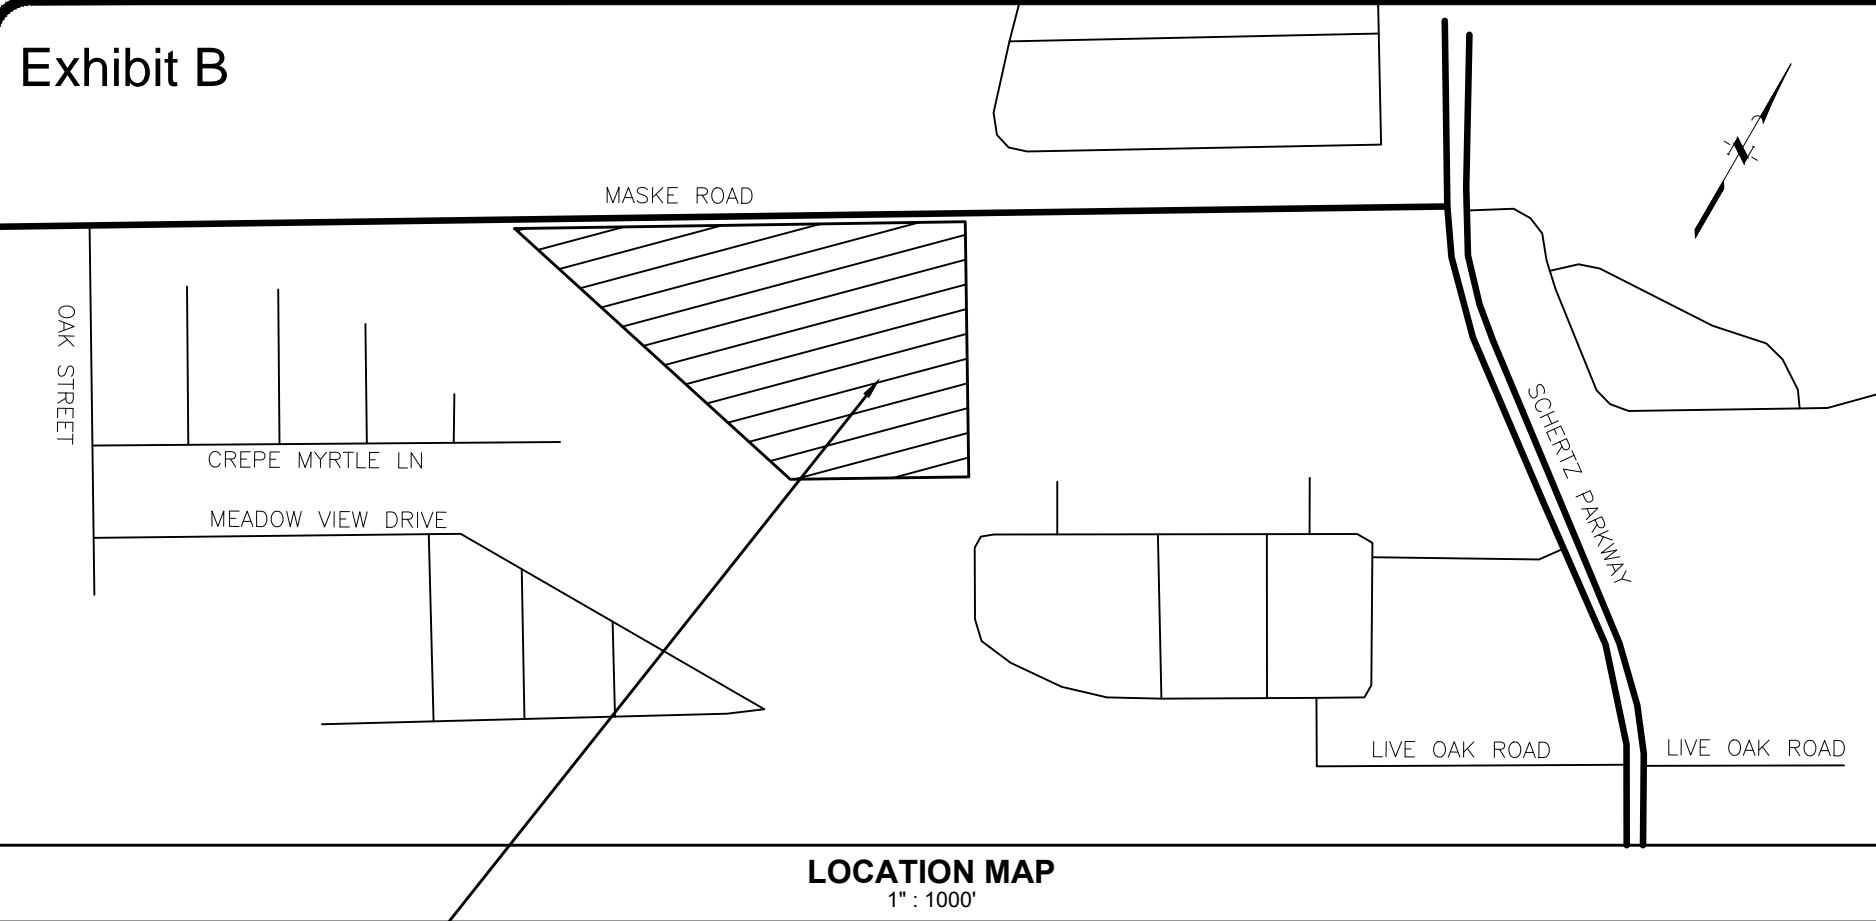 Exhibit B
MASKE ROAD
OAK STREET
CREPE MYRTLE LN
MEADOW VIEW DRIVE
SCHERTZ PARKWAY
LIVE OAK ROAD
LIVE OAK ROAD
N
LOCATION MAP
1" : 1000'